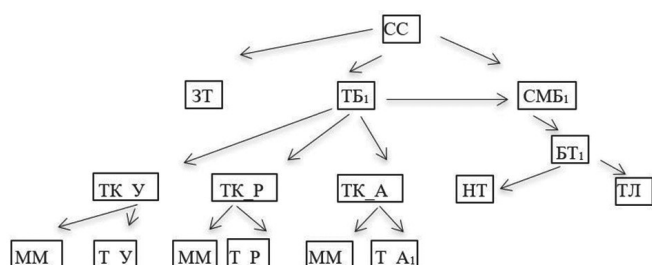 СС
ЗТ ТБ₁ СМБ₁
БТ₁
ТК_У ТК_Р ТК_А НТ ТЛ
ММ Т_У ММ Т_Р ММ Т_А₁